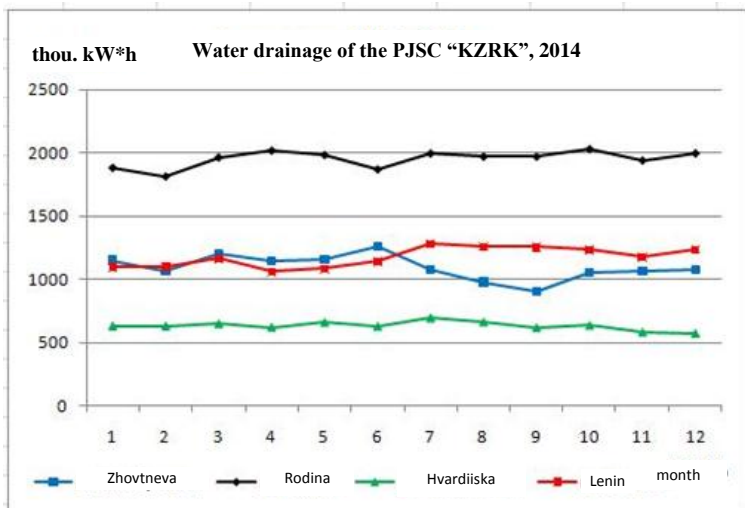 thou. kW*h Water drainage of the PJSC “KZRK”, 2014
2500
2000
1500
1000
500
0
1 2 3 4 5 6 7 8 9 10 11 12
Zhovtneva Rodina Hvardiiska Lenin month